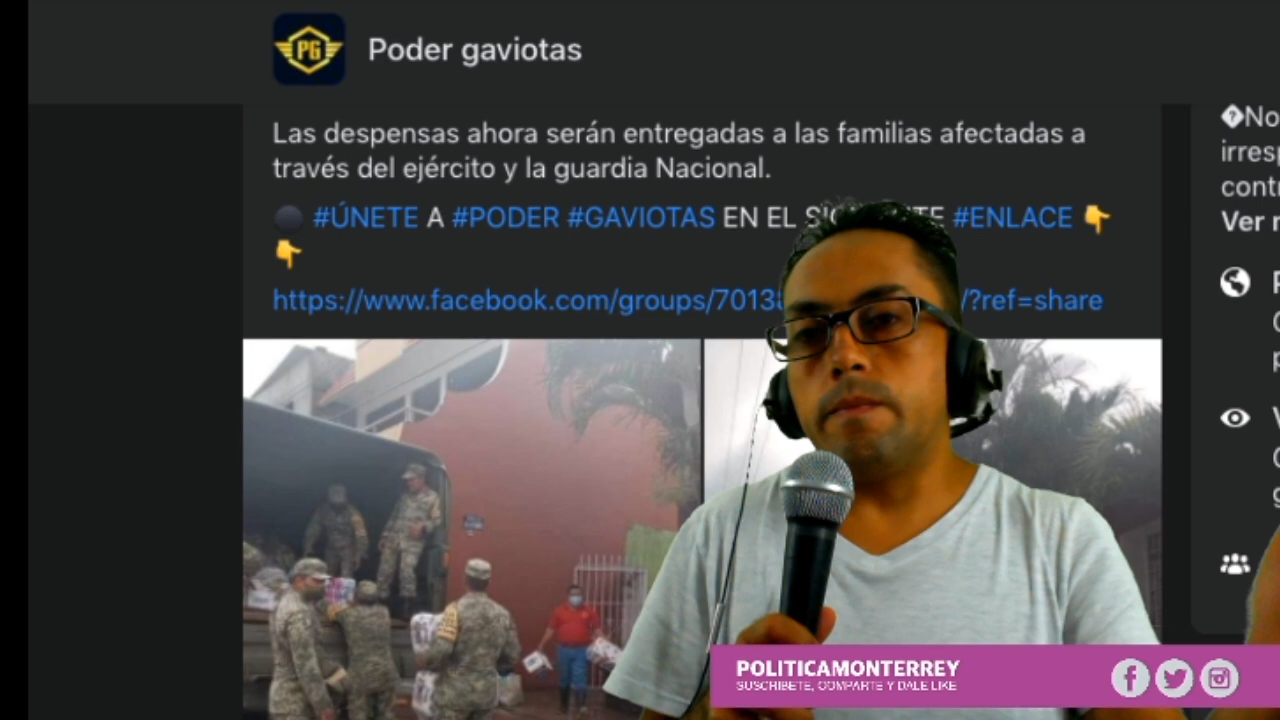 PG
Poder gaviotas
Las despensas ahora serán entregadas a las familias afectadas a
través del ejército y la guardia Nacional.
#ÚNETE A #PODER #GAVIOTAS EN EL #ENLACE 👇
👇
https://www.facebook.com/groups/7013 /?ref=share
Ver
POLITICAMONTERREY
SUSCRIBETE, COMPARTE Y DALE LIKE